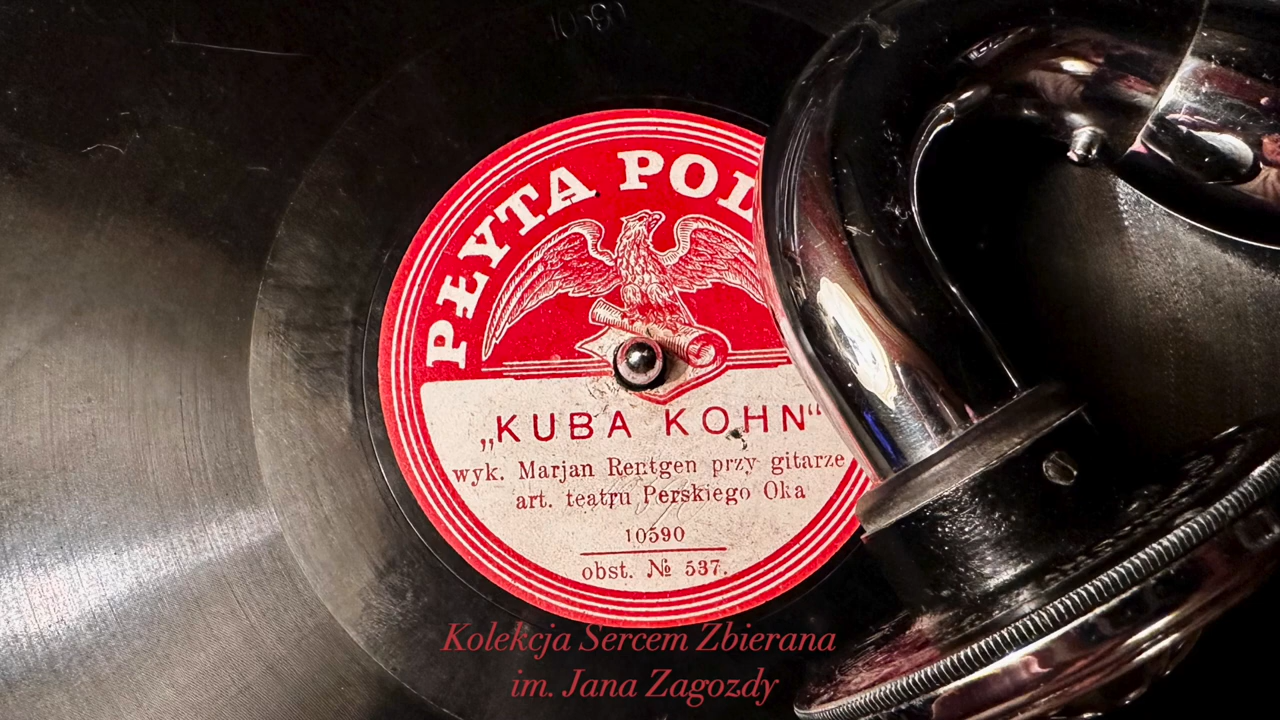 PŁYTA POL
„KUBA KOHN“
wyk. Marjan Rentgen przy gitarze
art. teatru Perskiego Oka
10590
obst. № 537.
Kolekcja Sercem Zbierana
im. Jana Zagozdy